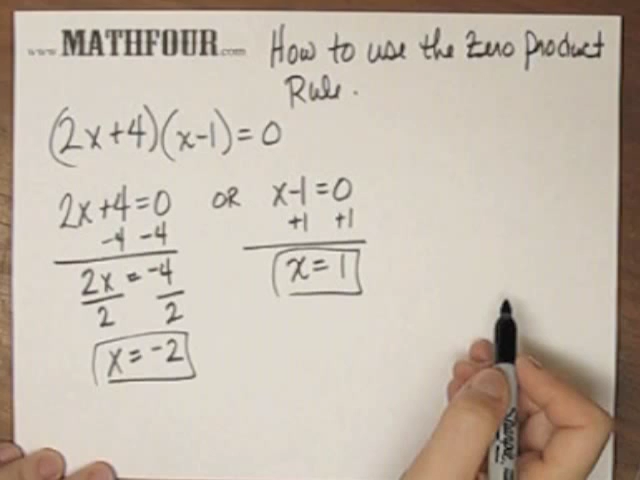 www.MATHFOUR.com How to use the Zero Product
Rule.
(2x+4)(x-1)=0
2x+4=0 OR x-1=0
-4 -4 +1 +1
2x = -4 x = 1
2 2
x = -2
Sharpie